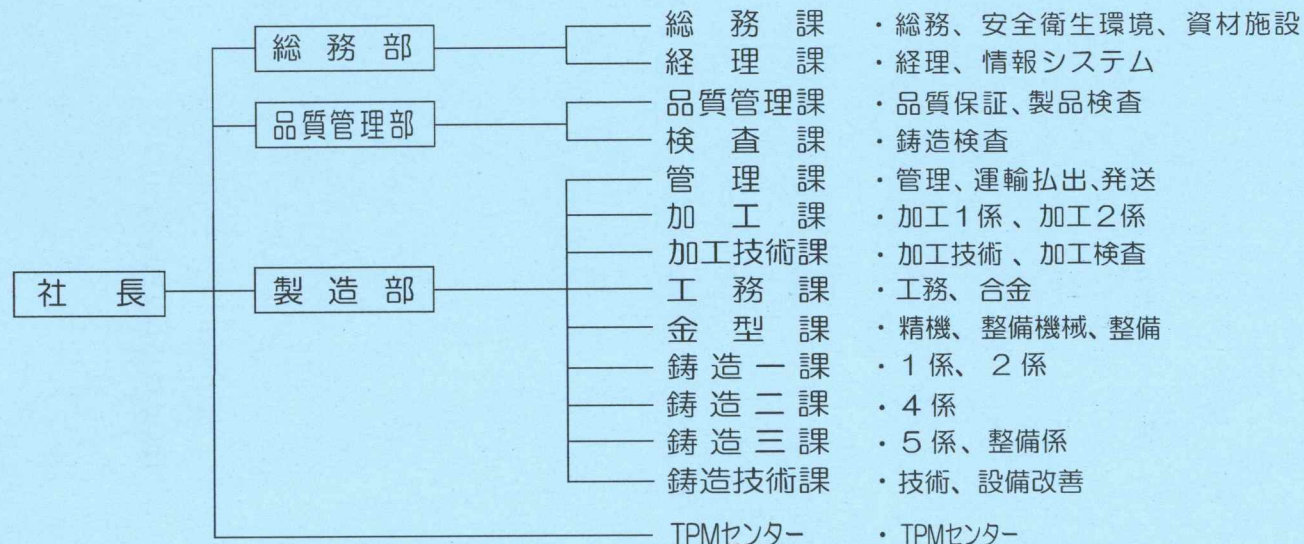 総務部
総務課 ・総務、安全衛生環境、資材施設
経理課 ・経理、情報システム
品質管理部
品質管理課 ・品質保証、製品検査
検査課 ・鋳造検査
社長
製造部
管理課 ・管理、運輸払出、発送
加工課 ・加工1係、加工2係
加工技術課 ・加工技術、加工検査
工務課 ・工務、合金
金型課 ・精機、整備機械、整備
鋳造一課 ・1係、2係
鋳造二課 ・4係
鋳造三課 ・5係、整備係
鋳造技術課 ・技術、設備改善
TPMセンター ・TPMセンター